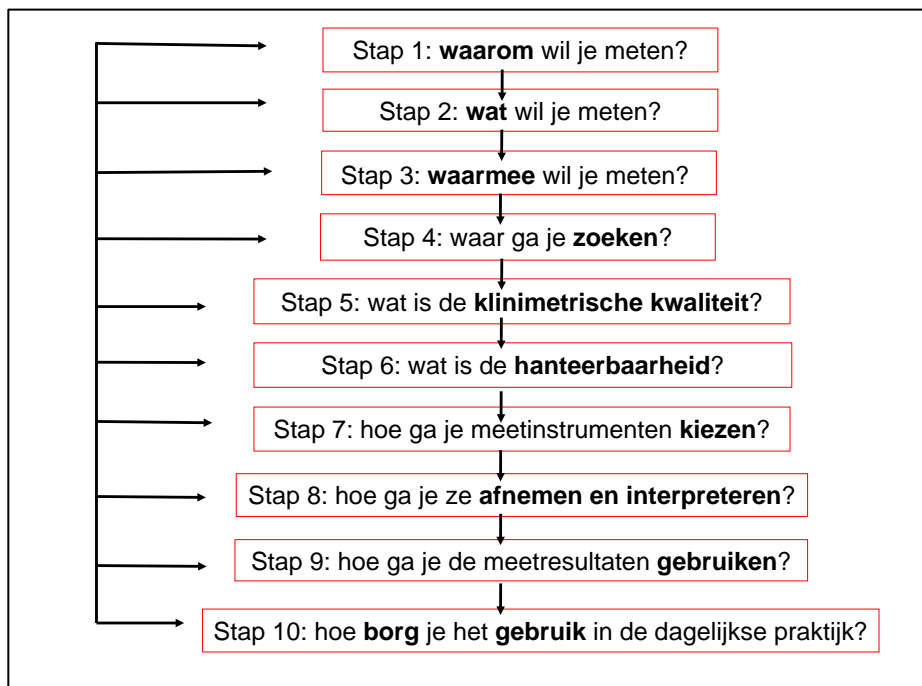 Stap 1: waarom wil je meten?
Stap 2: wat wil je meten?
Stap 3: waarmee wil je meten?
Stap 4: waar ga je zoeken?
Stap 5: wat is de klinimetrische kwaliteit?
Stap 6: wat is de hanteerbaarheid?
Stap 7: hoe ga je meetinstrumenten kiezen?
Stap 8: hoe ga je ze afnemen en interpreteren?
Stap 9: hoe ga je de meetresultaten gebruiken?
Stap 10: hoe borg je het gebruik in de dagelijkse praktijk?